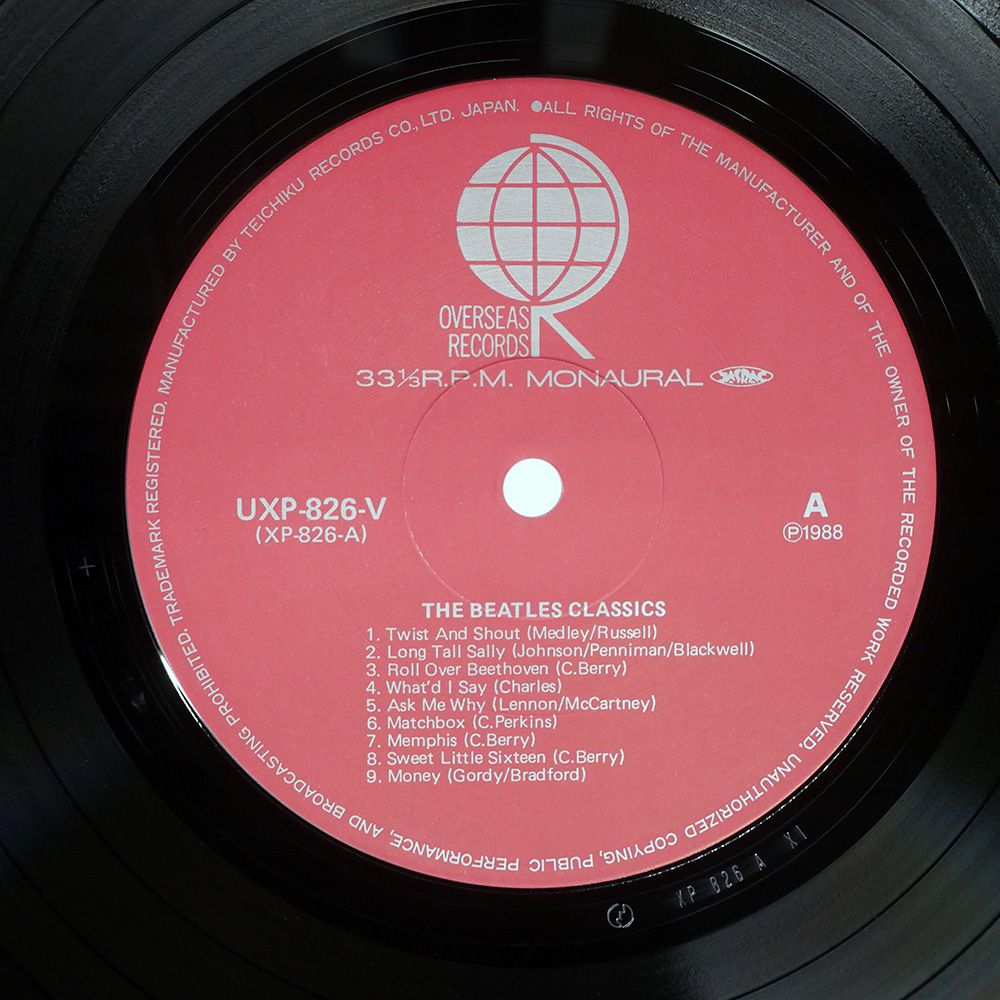 MANUFACTURED BY TEICHIKU RECORDS CO., LTD. JAPAN. ●ALL RIGHTS OF THE MANUFACTURER AND OF THE OWNER OF THE RECORDED WORK RESERVED. UNAUTHORIZED COPYING, PUBLIC PERFORMANCE, AND BROADCASTING PROHIBITED. TRADEMARK REGISTERED.
OVERSEAS
RECORDS
R
33⅓R.P.M. MONAURAL JASRAC
UXP-826-V
(XP-826-A)
A
Ⓟ1988
THE BEATLES CLASSICS
1. Twist And Shout (Medley/Russell)
2. Long Tall Sally (Johnson/Penniman/Blackwell)
3. Roll Over Beethoven (C.Berry)
4. What'd I Say (Charles)
5. Ask Me Why (Lennon/McCartney)
6. Matchbox (C.Perkins)
7. Memphis (C.Berry)
8. Sweet Little Sixteen (C.Berry)
9. Money (Gordy/Bradford)
XP 826 A X1